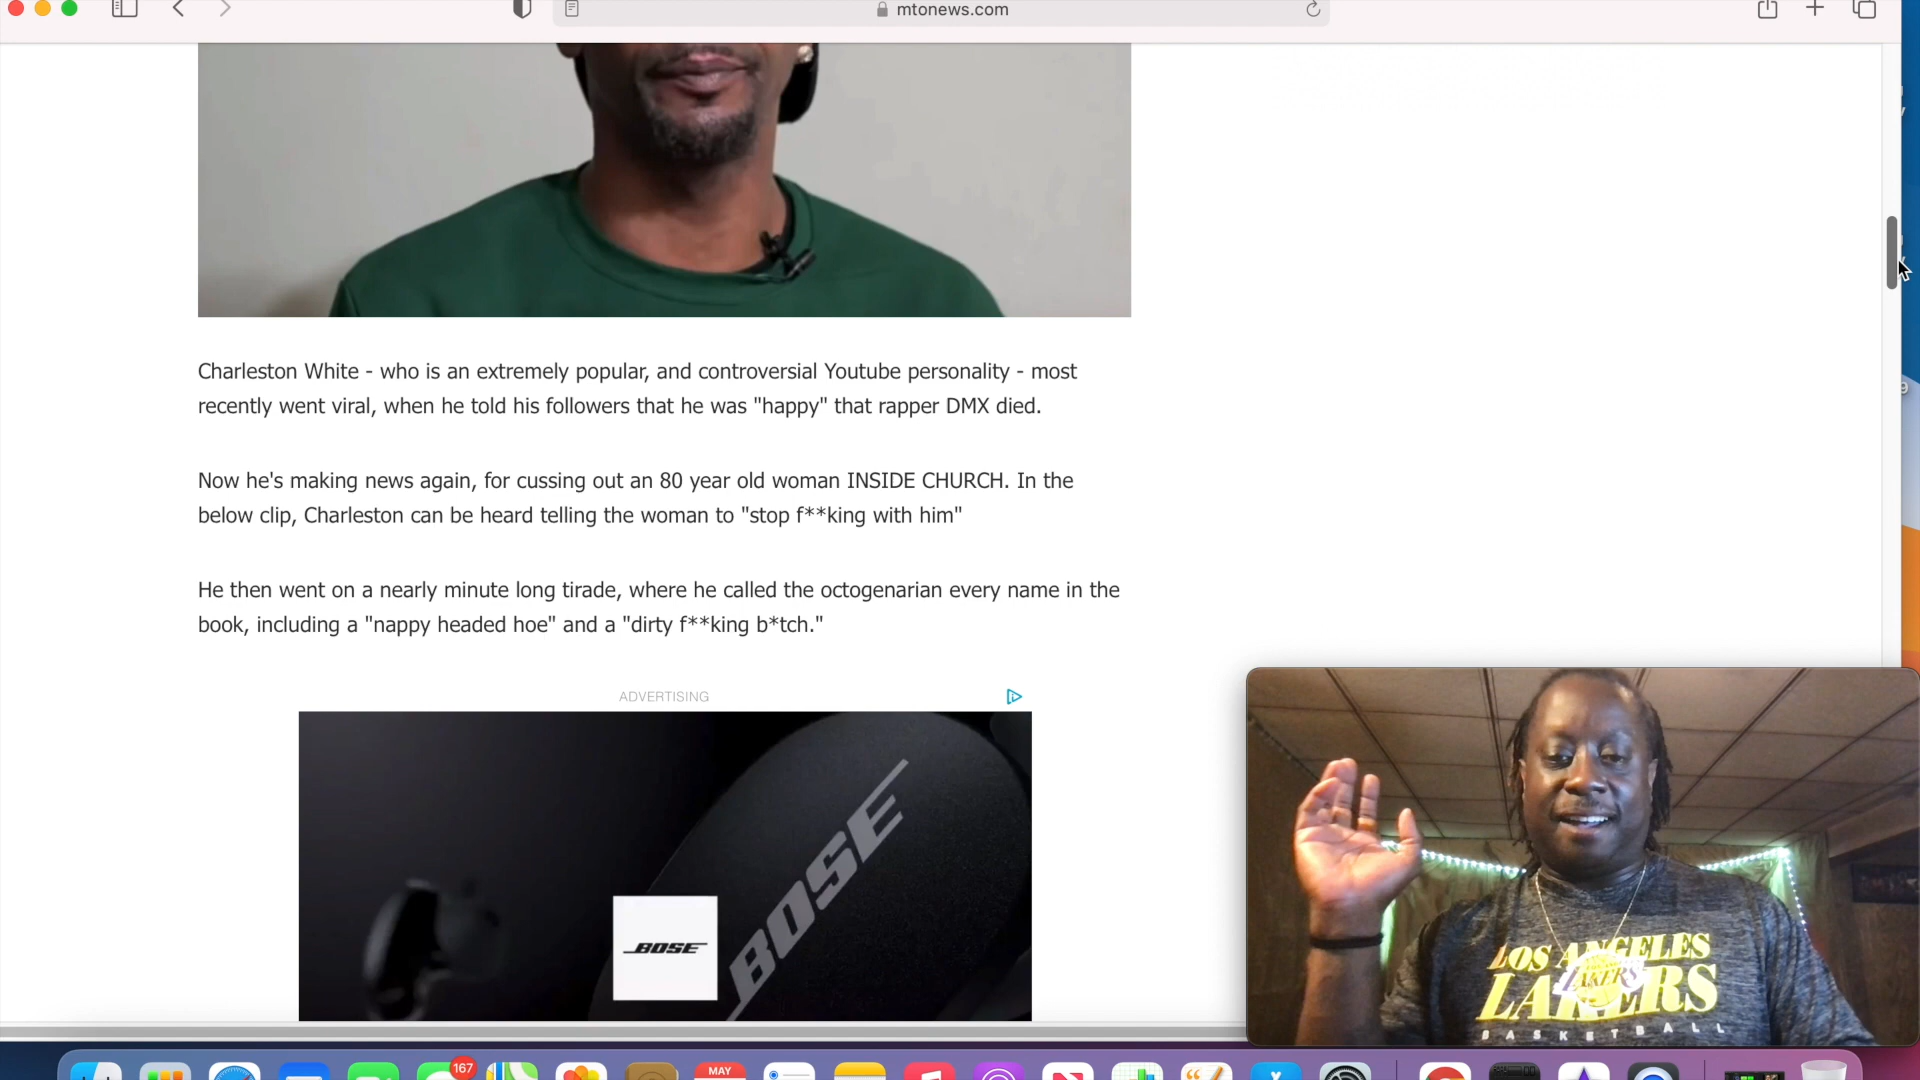 mtonews.com
Charleston White - who is an extremely popular, and controversial Youtube personality - most
recently went viral, when he told his followers that he was "happy" that rapper DMX died.
Now he's making news again, for cussing out an 80 year old woman INSIDE CHURCH. In the
below clip, Charleston can be heard telling the woman to "stop f**king with him"
He then went on a nearly minute long tirade, where he called the octogenarian every name in the
book, including a "nappy headed hoe" and a "dirty f**king b*tch."
ADVERTISING
BOSE
BOSE
LOS ANGELES
LAKERS
LAKERS
BASKETBALL
167
MAY